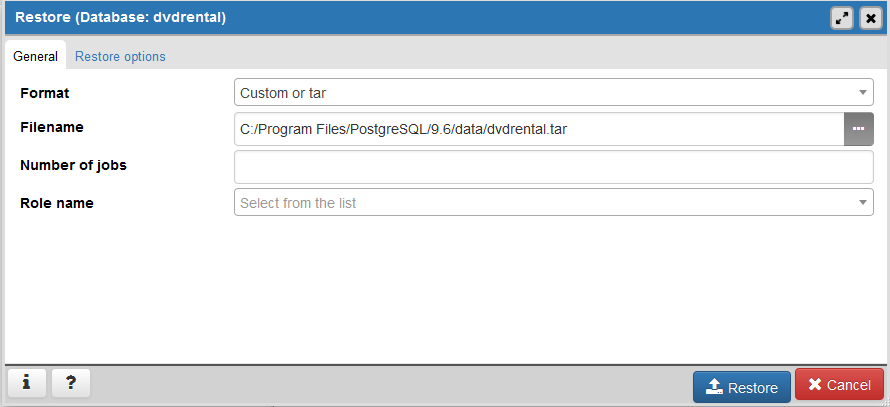 Restore (Database: dvdrental)
General Restore options
Format Custom or tar
Filename C:/Program Files/PostgreSQL/9.6/data/dvdrental.tar
Number of jobs
Role name Select from the list
i ? Restore Cancel